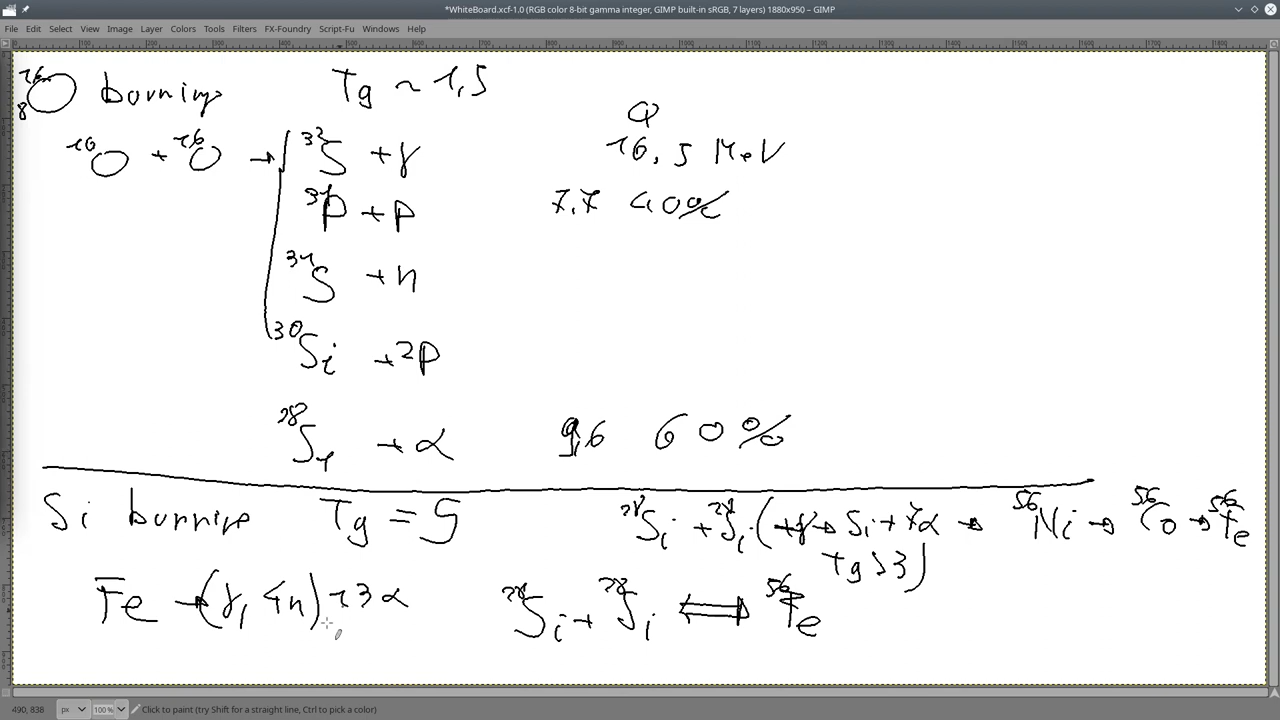 *WhiteBoard.xcf-1.0 (RGB color 8-bit gamma integer, GIMP built-in sRGB, 7 layers) 1880x950 – GIMP
File Edit Select View Image Layer Colors Tools Filters FX-Foundry Script-Fu Windows Help
16 8 O burning T9 ~ 1,5
Q
16O + 16O → 32S + γ 16,5 MeV
31P + p 7,7 40%
31S + n
30Si + 2p
28Si + α 9,6 60%
Si burning T9 = 5 28Si + 28Si (+γ → Si + 7α → 56Ni → 56Co → 56Fe
T9 > 3)
Fe → (γ, 4n) 13α 28Si + 28Si ⇔ 56Fe
490, 838 px 100% Click to paint (try Shift for a straight line, Ctrl to pick a color)